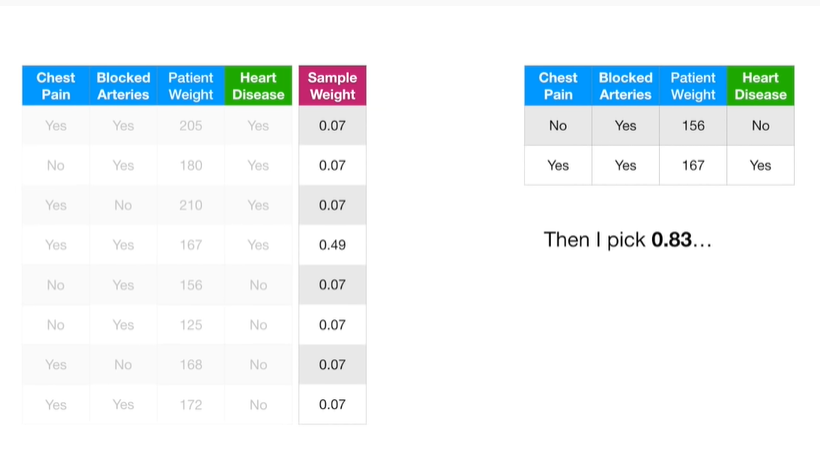 Chest Pain Blocked Arteries Patient Weight Heart Disease Sample Weight
Yes Yes 205 Yes 0.07
No Yes 180 Yes 0.07
Yes No 210 Yes 0.07
Yes Yes 167 Yes 0.49
No Yes 156 No 0.07
No Yes 125 No 0.07
Yes No 168 No 0.07
Yes Yes 172 No 0.07
Chest Pain Blocked Arteries Patient Weight Heart Disease
No Yes 156 No
Yes Yes 167 Yes
Then I pick 0.83...